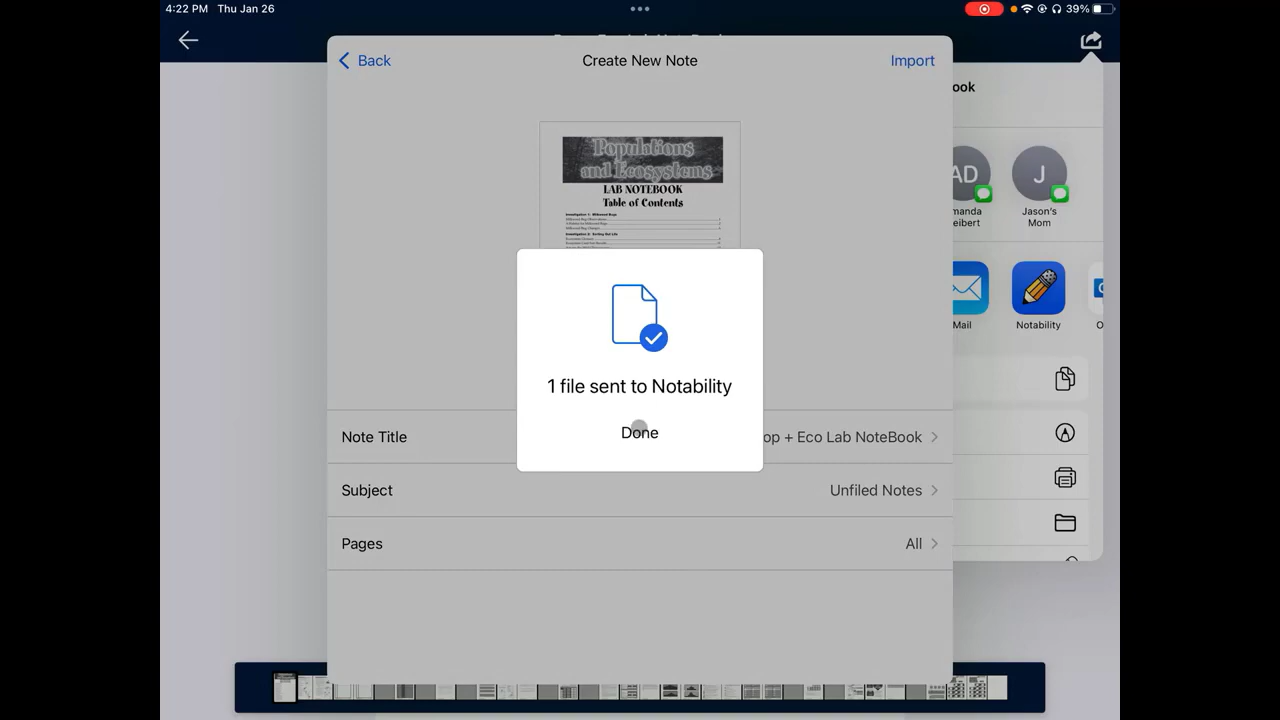 4:22 PM Thu Jan 26
39%
Back
Create New Note
Import
ook
Populations
and Ecosystems
LAB NOTEBOOK
Table of Contents
AD
J
manda
eibert
Jason's
Mom
Mail
Notability
O
1 file sent to Notability
Done
Note Title
op + Eco Lab NoteBook
Subject
Unfiled Notes
Pages
All